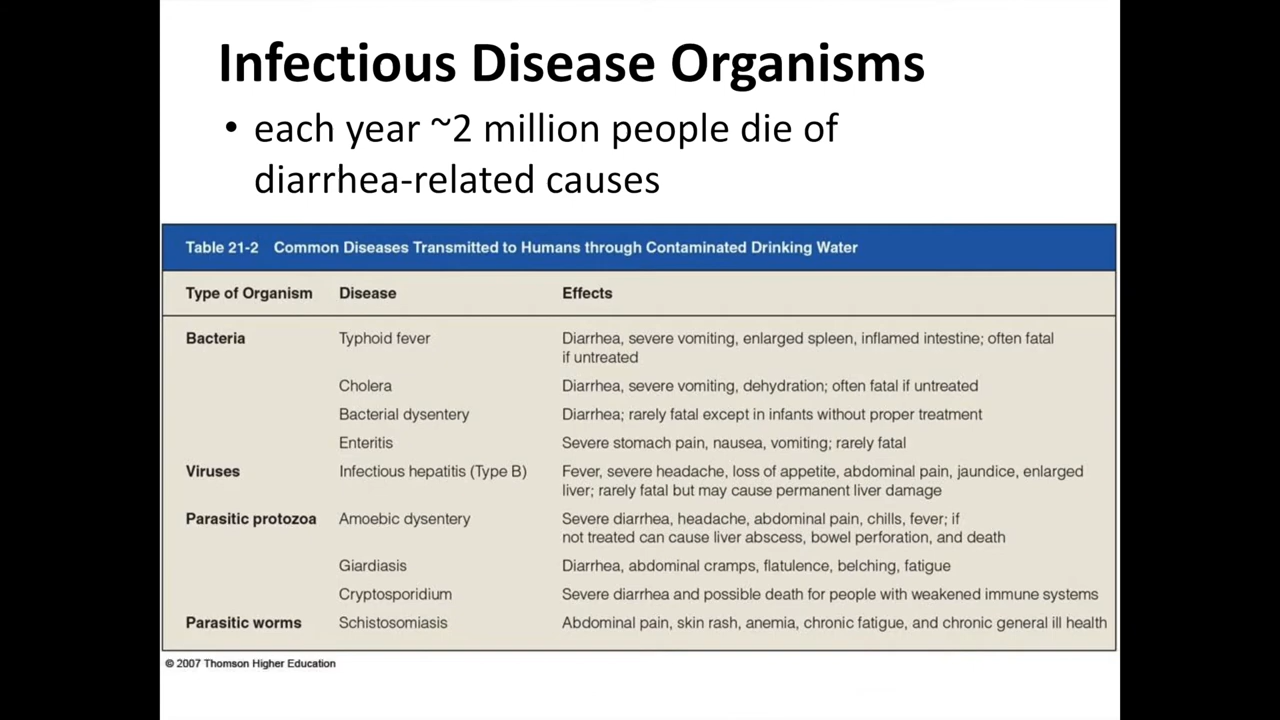 Infectious Disease Organisms
• each year ~2 million people die of
diarrhea-related causes
Table 21-2 Common Diseases Transmitted to Humans through Contaminated Drinking Water
Type of Organism Disease Effects
Bacteria Typhoid fever Diarrhea, severe vomiting, enlarged spleen, inflamed intestine; often fatal
if untreated
Cholera Diarrhea, severe vomiting, dehydration; often fatal if untreated
Bacterial dysentery Diarrhea; rarely fatal except in infants without proper treatment
Enteritis Severe stomach pain, nausea, vomiting; rarely fatal
Viruses Infectious hepatitis (Type B) Fever, severe headache, loss of appetite, abdominal pain, jaundice, enlarged
liver; rarely fatal but may cause permanent liver damage
Parasitic protozoa Amoebic dysentery Severe diarrhea, headache, abdominal pain, chills, fever; if
not treated can cause liver abscess, bowel perforation, and death
Giardiasis Diarrhea, abdominal cramps, flatulence, belching, fatigue
Cryptosporidium Severe diarrhea and possible death for people with weakened immune systems
Parasitic worms Schistosomiasis Abdominal pain, skin rash, anemia, chronic fatigue, and chronic general ill health
© 2007 Thomson Higher Education